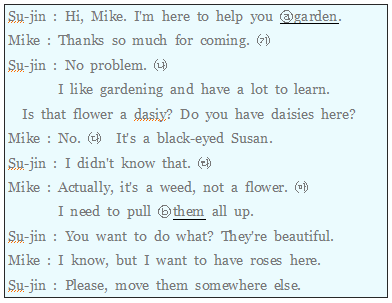 Su-jin : Hi, Mike. I'm here to help you ⓐgarden.
Mike : Thanks so much for coming. ㈎
Su-jin : No problem. ㈏
I like gardening and have a lot to learn.
Is that flower a dasiy? Do you have daisies here?
Mike : No. ㈐ It's a black-eyed Susan.
Su-jin : I didn't know that. ㈑
Mike : Actually, it's a weed, not a flower. ㈒
I need to pull ⓑthem all up.
Su-jin : You want to do what? They're beautiful.
Mike : I know, but I want to have roses here.
Su-jin : Please, move them somewhere else.